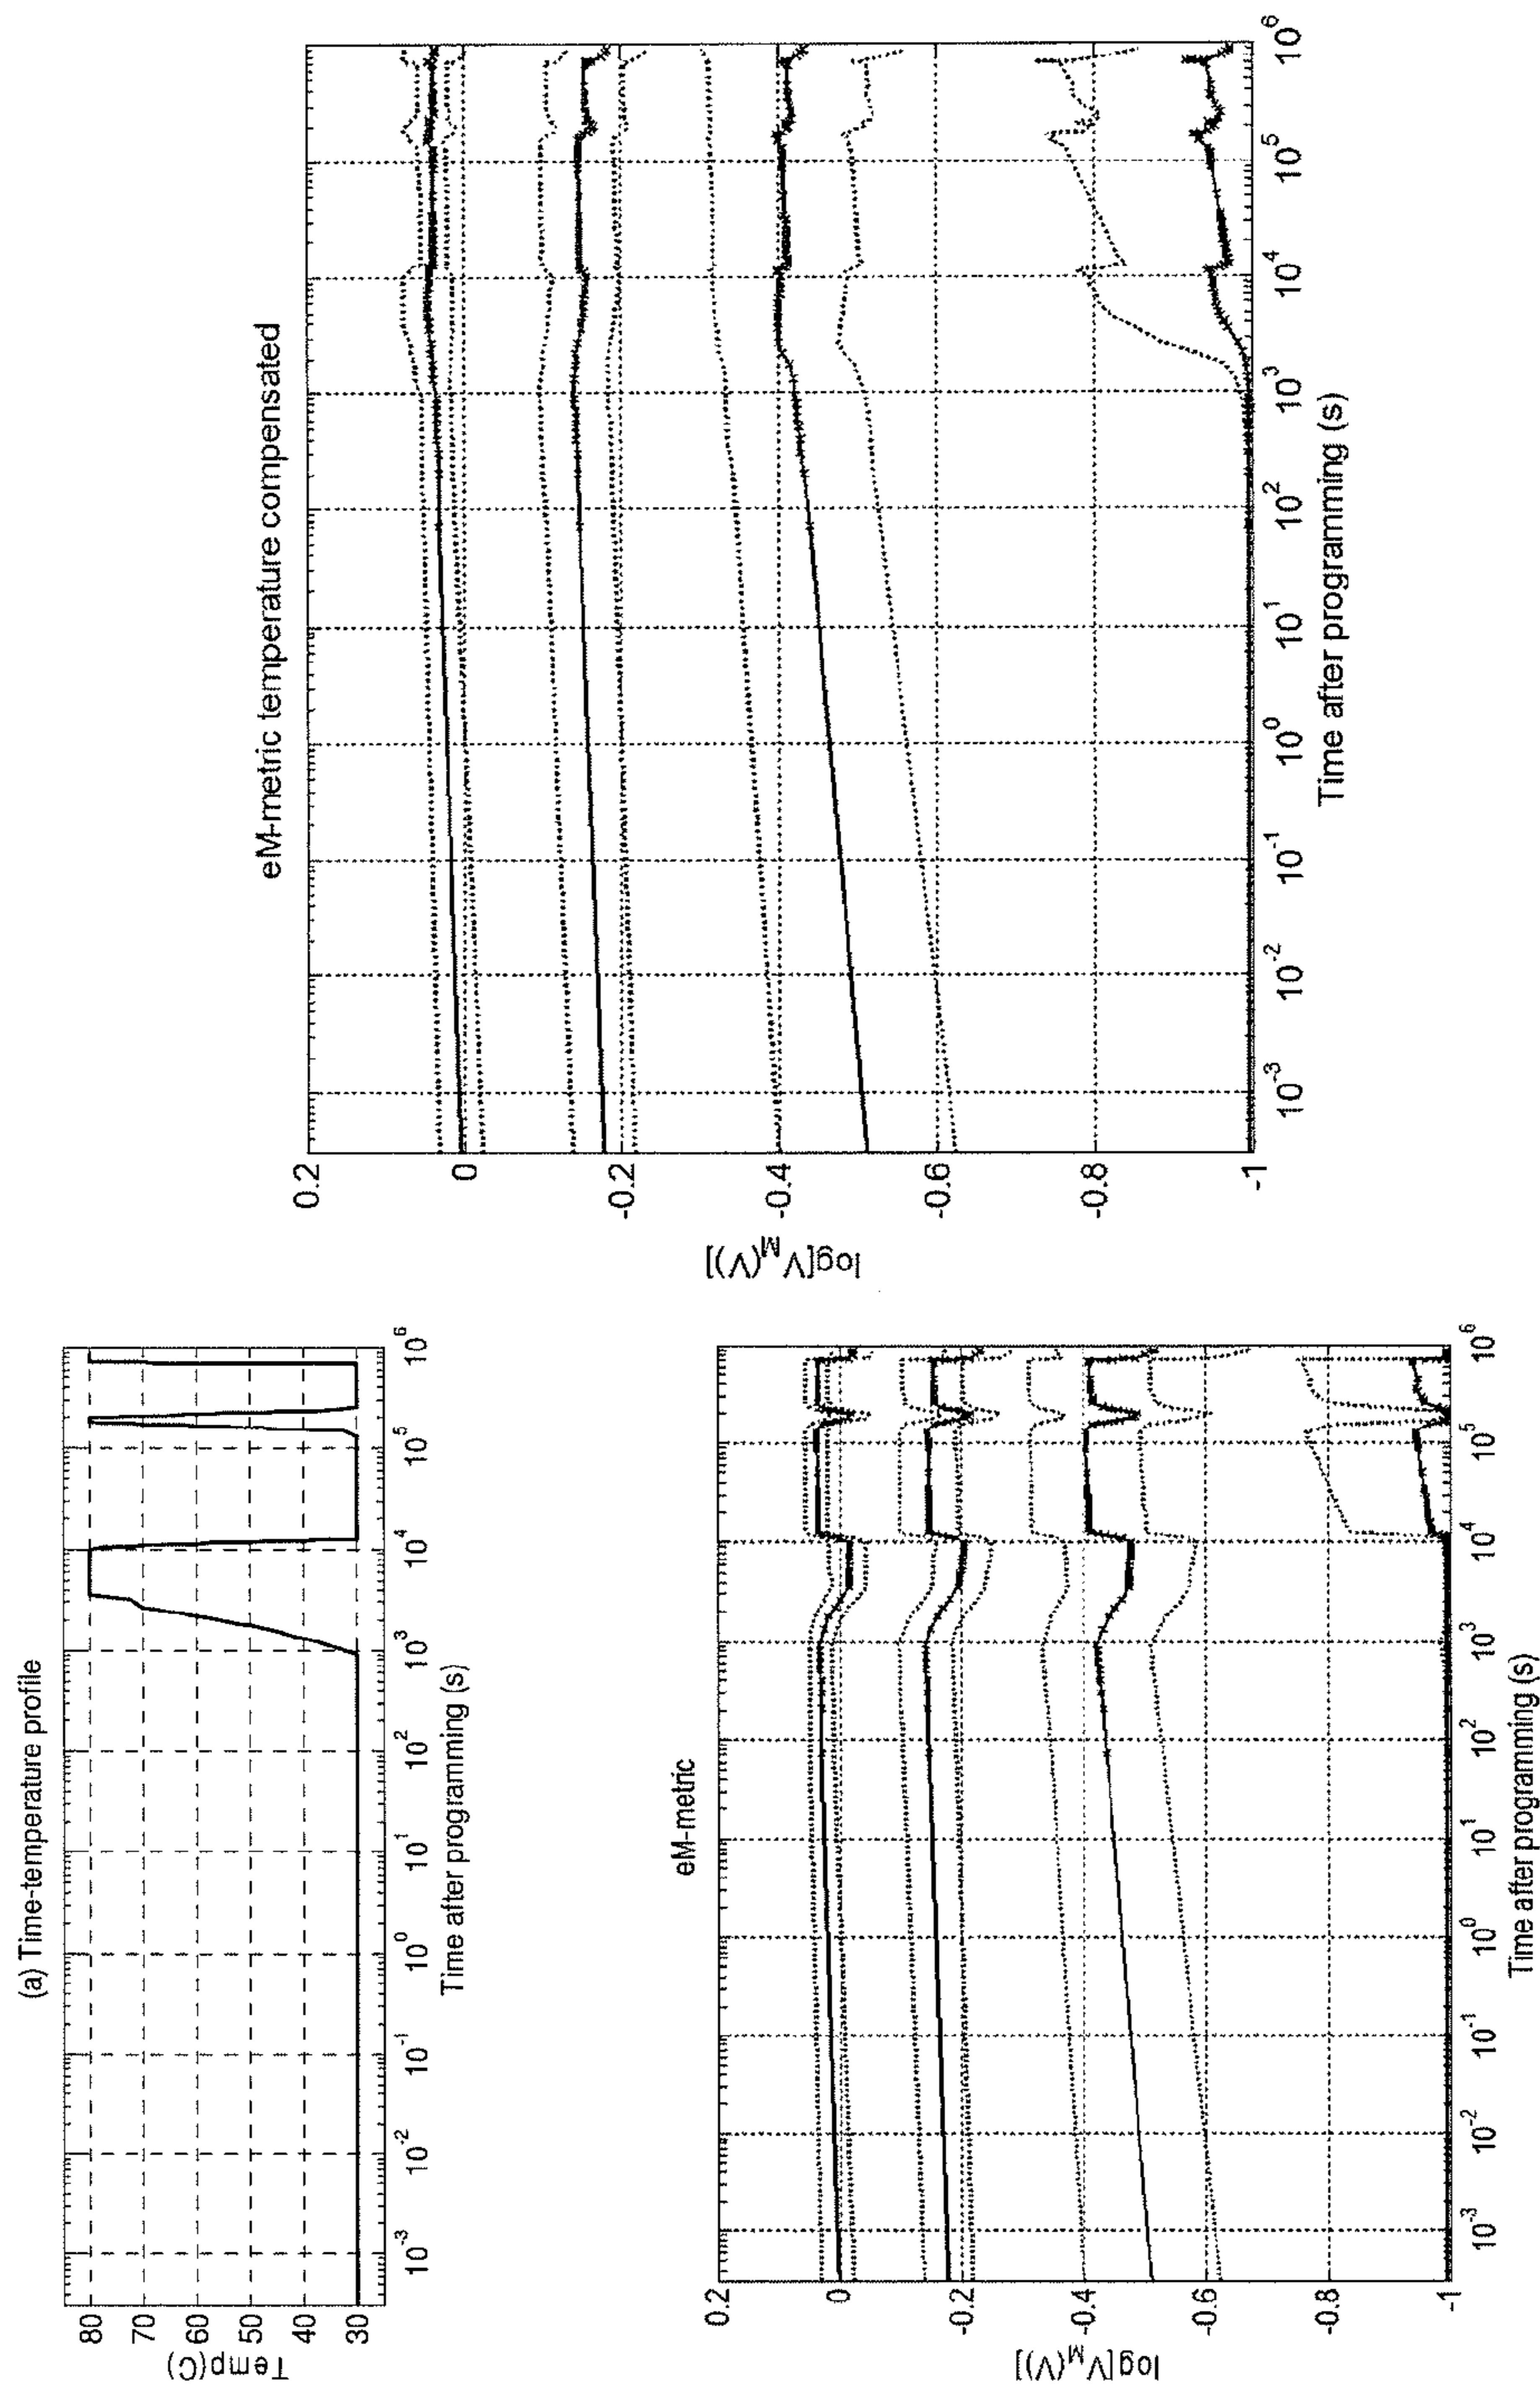 (a) Time-temperature profile
Temp(C)
80
70
60
50
40
30
10^-3 10^-2 10^-1 10^0 10^1 10^2 10^3 10^4 10^5 10^6
Time after programming (s)
eM-metric
log[V_M(V)]
0.2
0
-0.2
-0.4
-0.6
-0.8
-1
10^-3 10^-2 10^-1 10^0 10^1 10^2 10^3 10^4 10^5 10^6
Time after programming (s)
eM-metric temperature compensated
log[V_M(V)]
0.2
0
-0.2
-0.4
-0.6
-0.8
-1
10^-3 10^-2 10^-1 10^0 10^1 10^2 10^3 10^4 10^5 10^6
Time after programming (s)